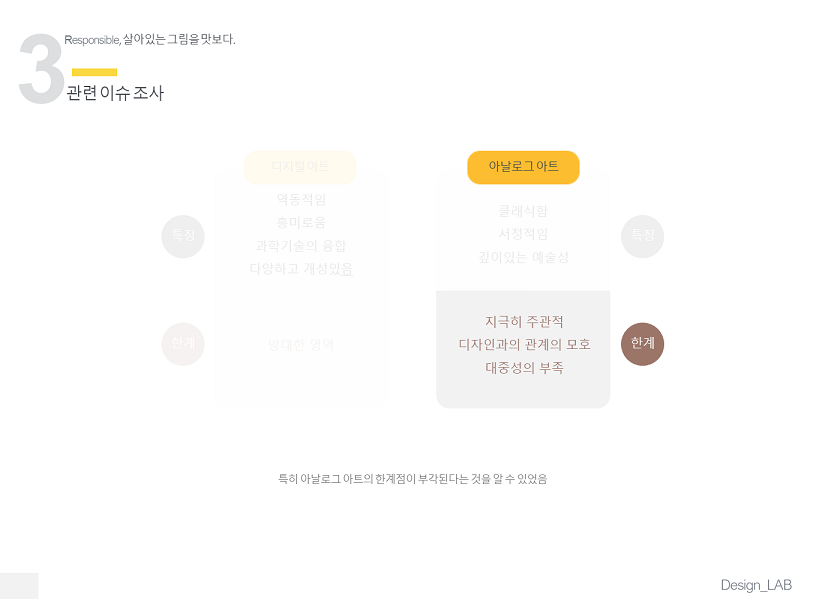 3
Responsible, 살아있는 그림을 맛보다.
관련 이슈 조사
디지털 아트
역동적임
흥미로움
과학기술의 융합
다양하고 개성있음
특징
방대한 영역
한계
아날로그 아트
클래식함
서정적임
깊이있는 예술성
특징
지극히 주관적
디자인과의 관계의 모호
대중성의 부족
한계
특히 아날로그 아트의 한계점이 부각된다는 것을 알 수 있었음
Design_LAB